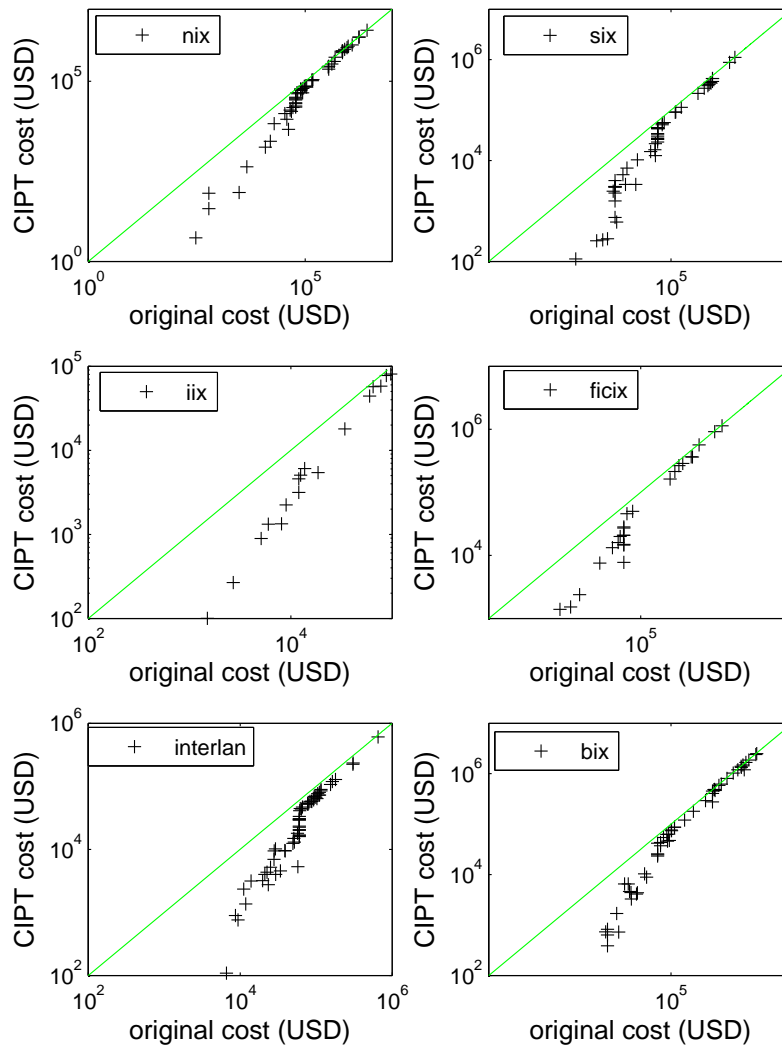 nix
CIPT cost (USD)
10^5
10^0
10^0
10^5
original cost (USD)
six
CIPT cost (USD)
10^6
10^4
10^2
10^5
original cost (USD)
iix
CIPT cost (USD)
10^5
10^4
10^3
10^2
10^2
10^4
original cost (USD)
ficix
CIPT cost (USD)
10^6
10^4
10^5
original cost (USD)
interlan
CIPT cost (USD)
10^6
10^4
10^2
10^2
10^4
10^6
original cost (USD)
bix
CIPT cost (USD)
10^6
10^4
10^2
10^5
original cost (USD)